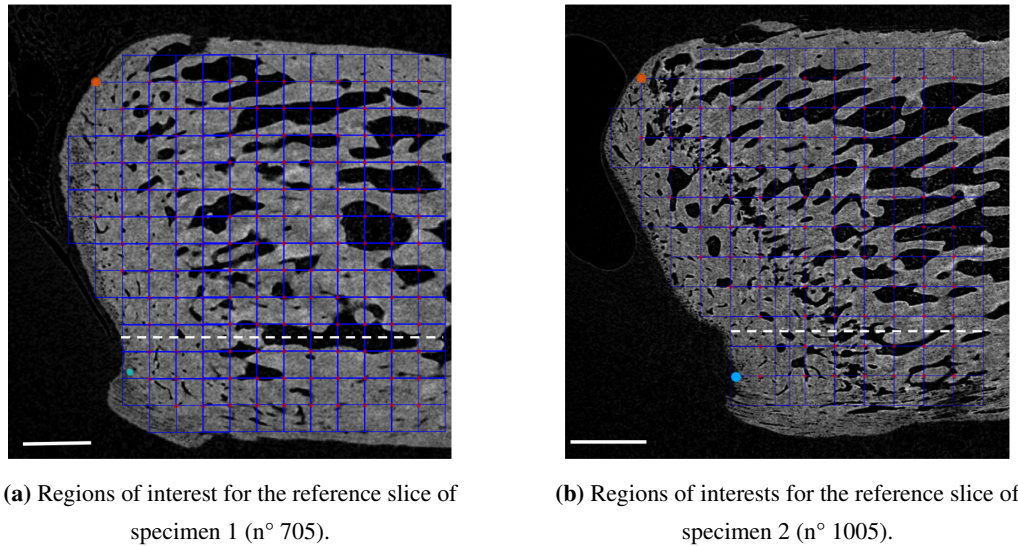 (a) Regions of interest for the reference slice of
specimen 1 (n° 705).
(b) Regions of interests for the reference slice of
specimen 2 (n° 1005).